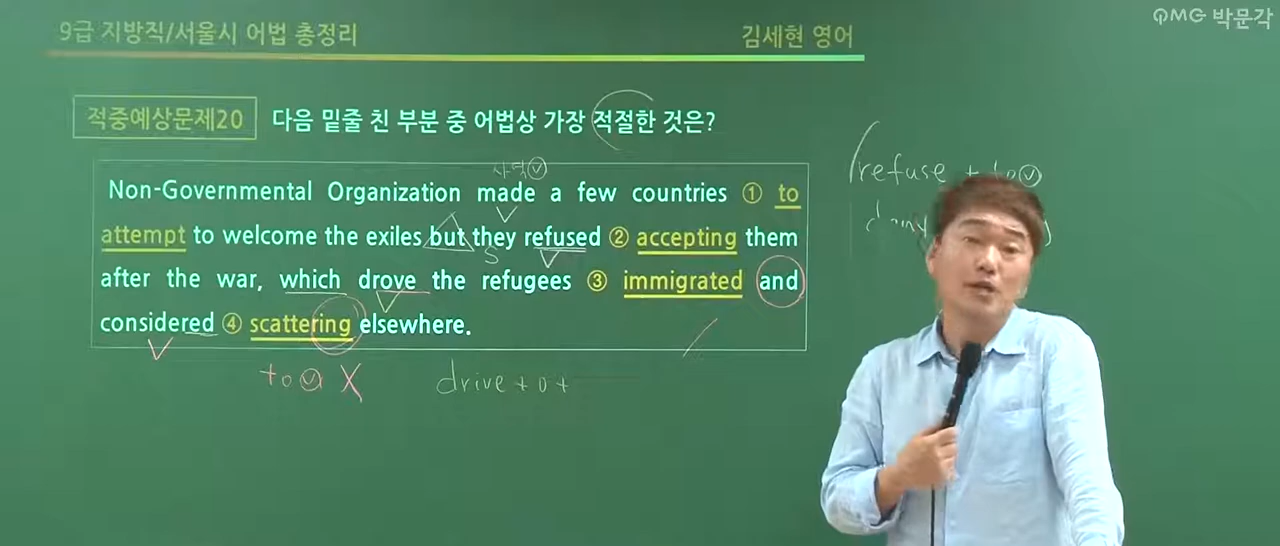 9급 지방직/서울시 어법 총정리
김세현 영어
QMG 박문각
적중예상문제20 다음 밑줄 친 부분 중 어법상 가장 적절한 것은?
사역ⓥ
Non-Governmental Organization made a few countries ① to
attempt to welcome the exiles but they refused ② accepting them
S
after the war, which drove the refugees ③ immigrated and
considered ④ scattering elsewhere.
to ⓥ X
drive + o +
refuse + to ⓥ